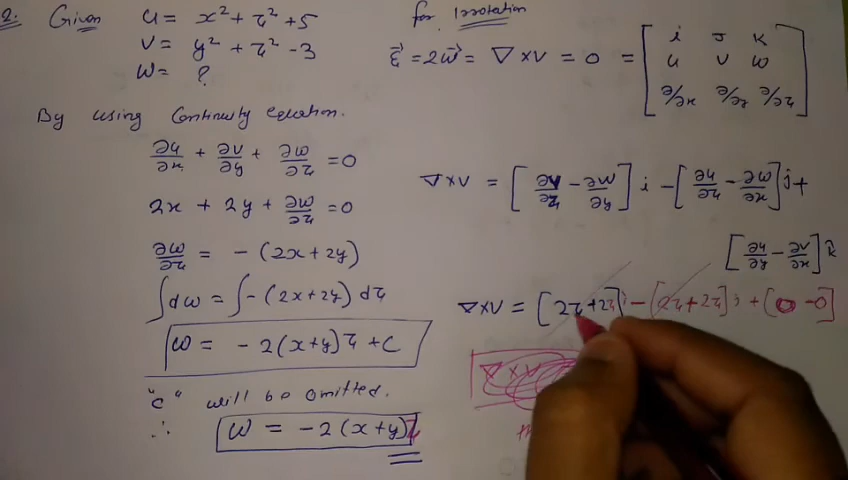 2. Given u = x² + z² + 5
v = y² + z² - 3
w = ?
By using Continuity equation.
∂u/∂x + ∂v/∂y + ∂w/∂z = 0
2x + 2y + ∂w/∂z = 0
∂w/∂z = - (2x + 2y)
∫dw = ∫-(2x + 2y) dz
w = - 2(x+y)z + C
"c" will be omitted.
∴ w = -2(x+y)z
for Irrotation
ξ⃗ = 2w⃗ = ∇×V = 0 = [ i J K
u v w
∂/∂x ∂/∂y ∂/∂z ]
∇×V = [∂v/∂z - ∂w/∂y] i - [∂u/∂z - ∂w/∂x] j +
[∂u/∂y - ∂v/∂x] k̂
∇×V = [2z + 2z] i - [2z + 2z] j + [0 - 0]
∇×V